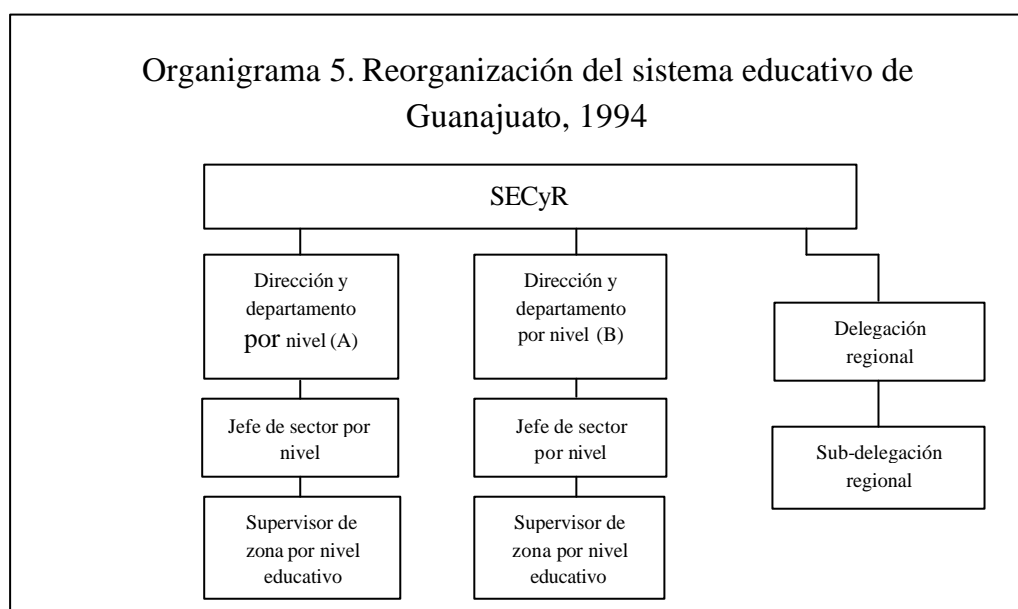 Organigrama 5. Reorganización del sistema educativo de
Guanajuato, 1994
SECyR
Dirección y
departamento
por nivel (A)
Dirección y
departamento
por nivel (B)
Delegación
regional
Jefe de sector por
nivel
Jefe de sector
por nivel
Sub-delegación
regional
Supervisor de
zona por nivel
educativo
Supervisor de
zona por nivel
educativo